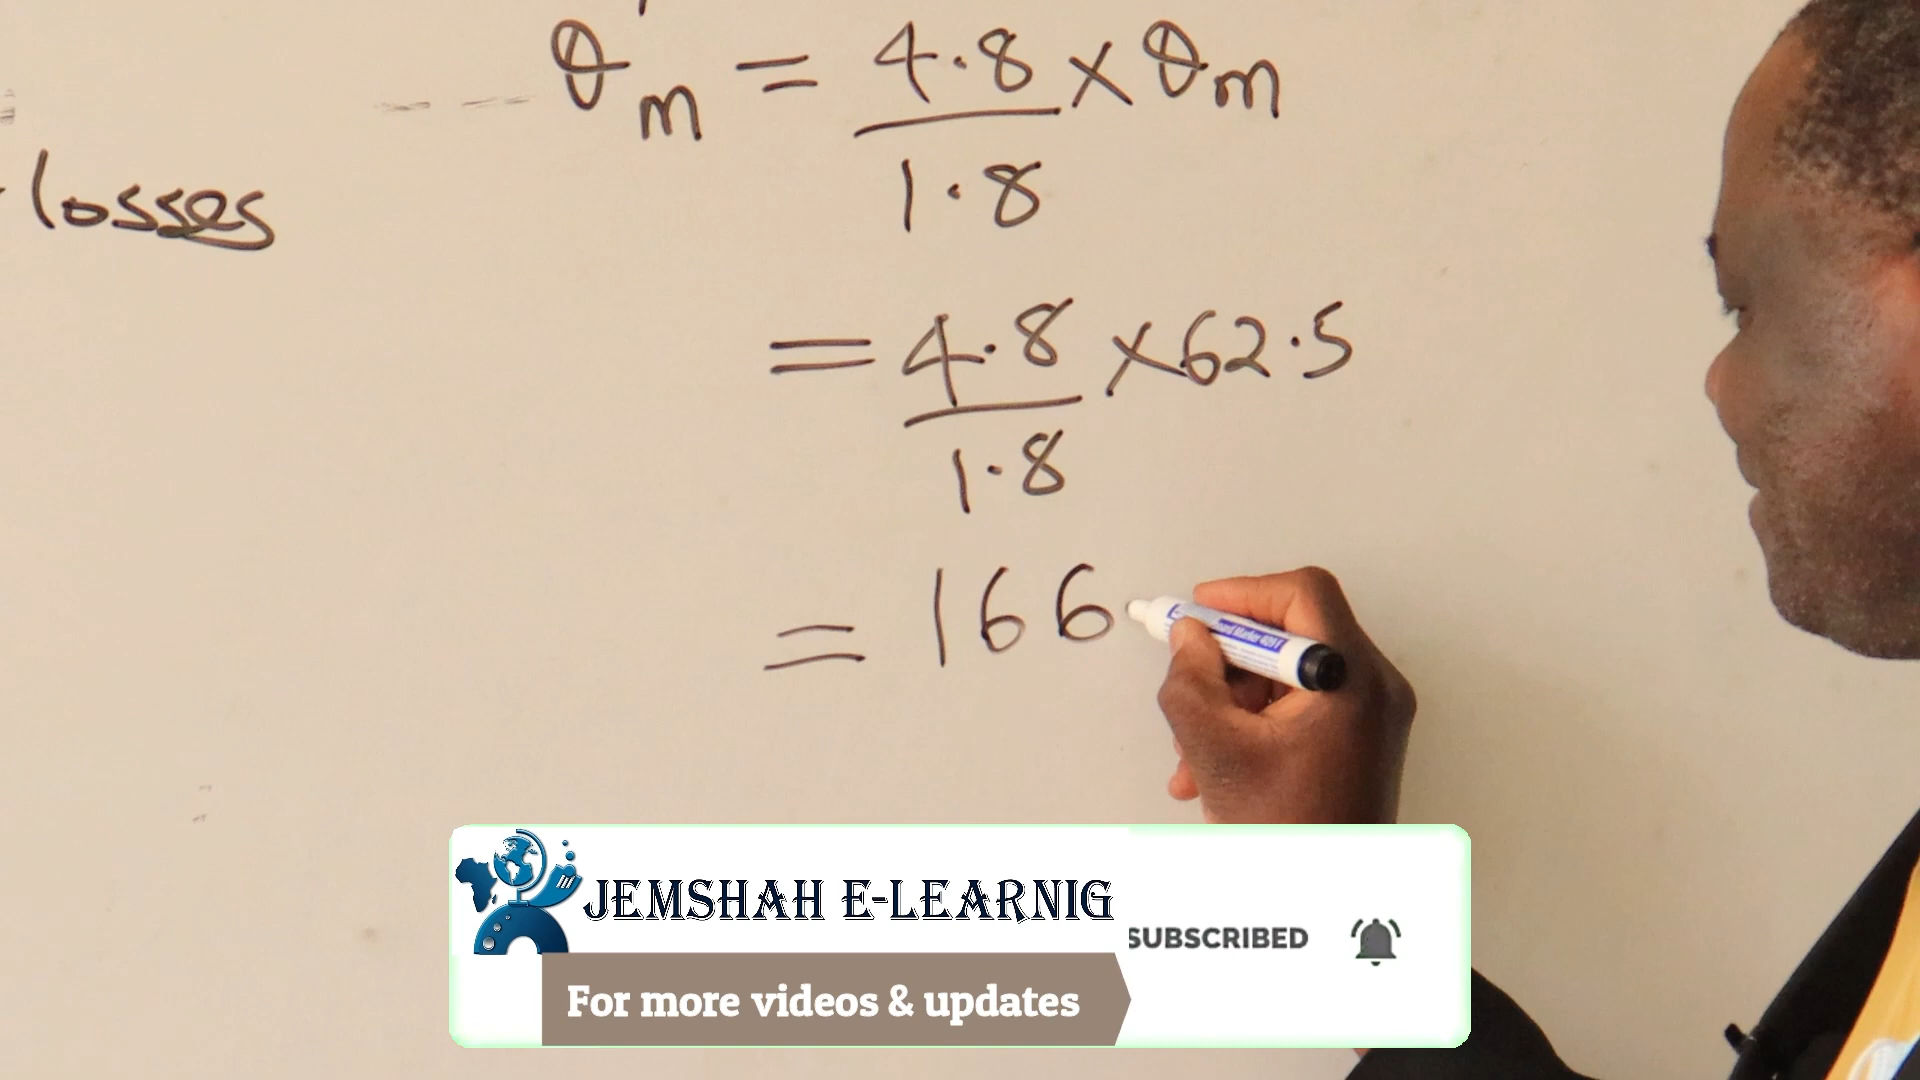 θ'm = 4.8/1.8 × θm
losses
= 4.8/1.8 × 62.5
= 166
JEMSHAH E-LEARNIG
SUBSCRIBED
For more videos & updates